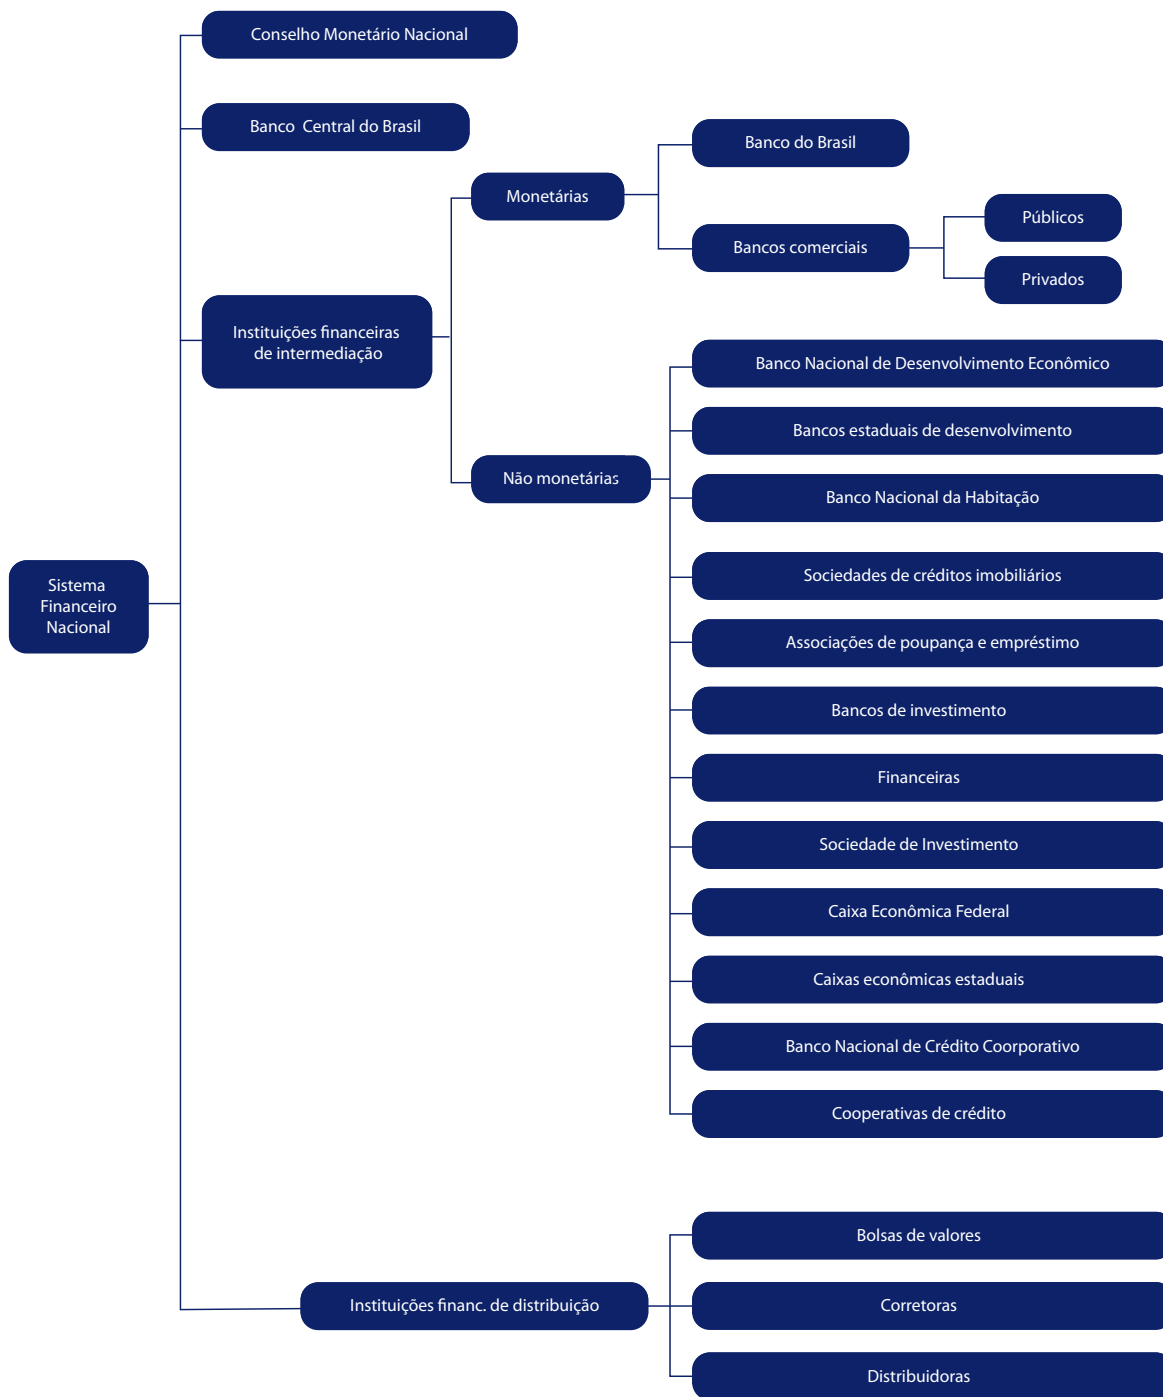 Conselho Monetário Nacional
Banco Central do Brasil
Banco do Brasil
Monetárias
Públicos
Bancos comerciais
Privados
Instituições financeiras
de intermediação
Banco Nacional de Desenvolvimento Econômico
Bancos estaduais de desenvolvimento
Não monetárias
Banco Nacional da Habitação
Sociedades de créditos imobiliários
Sistema
Financeiro
Nacional
Associações de poupança e empréstimo
Bancos de investimento
Financeiras
Sociedade de Investimento
Caixa Econômica Federal
Caixas econômicas estaduais
Banco Nacional de Crédito Coorporativo
Cooperativas de crédito
Bolsas de valores
Instituições financ. de distribuição
Corretoras
Distribuidoras